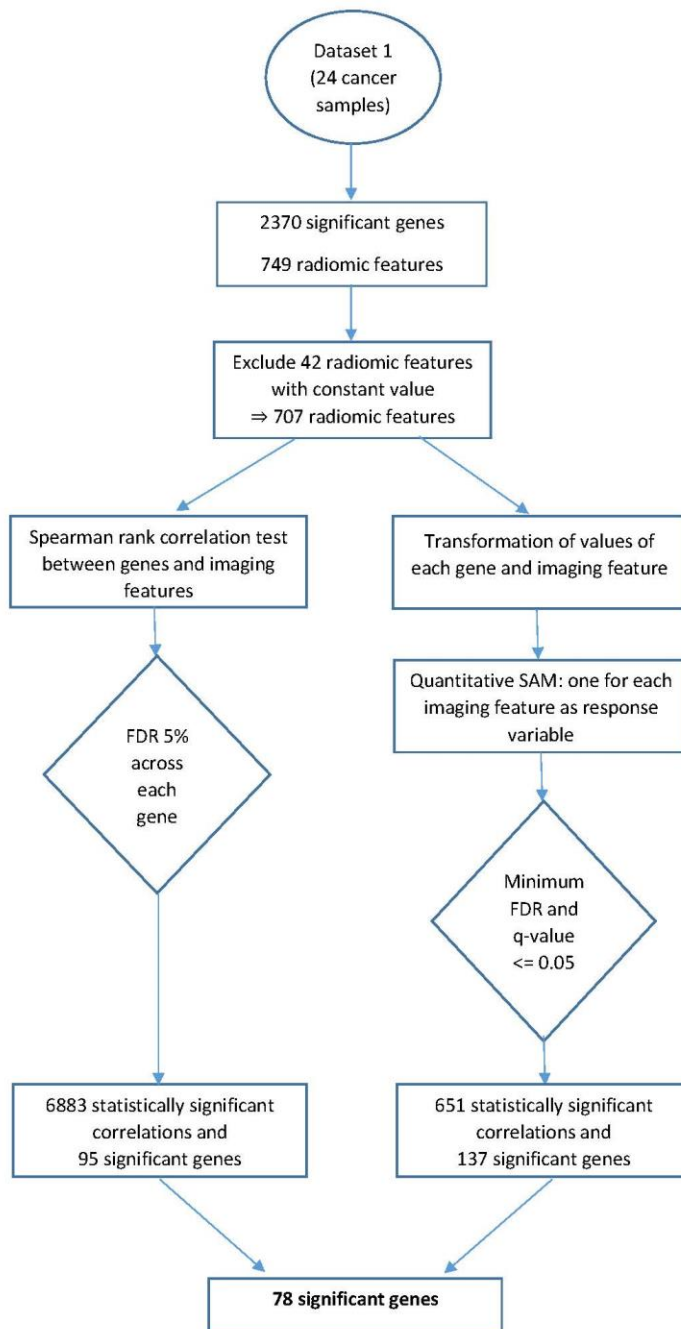 Dataset 1
(24 cancer
samples)
2370 significant genes
749 radiomic features
Exclude 42 radiomic features
with constant value
⇒ 707 radiomic features
Spearman rank correlation test
between genes and imaging
features
Transformation of values of
each gene and imaging feature
Quantitative SAM: one for each
imaging feature as response
variable
FDR 5%
across
each
gene
Minimum
FDR and
q-value
<= 0.05
6883 statistically significant
correlations and
95 significant genes
651 statistically significant
correlations and
137 significant genes
78 significant genes